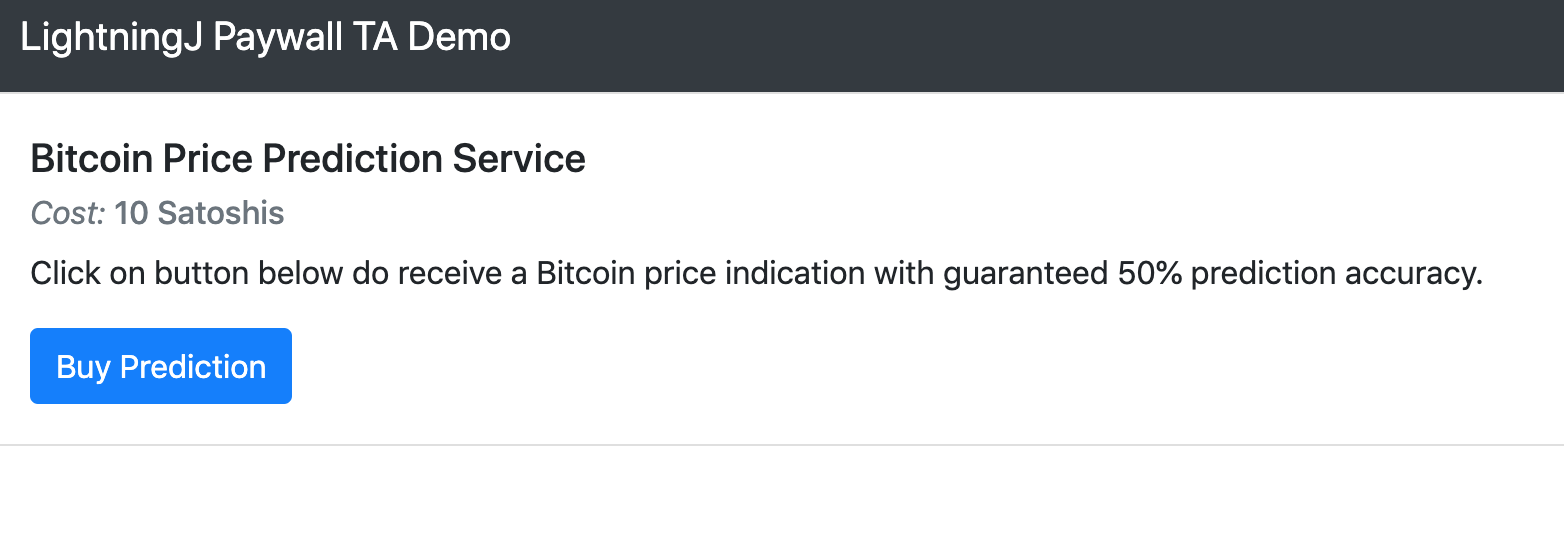 LightningJ Paywall TA Demo
Bitcoin Price Prediction Service
Cost: 10 Satoshis
Click on button below do receive a Bitcoin price indication with guaranteed 50% prediction accuracy.
Buy Prediction